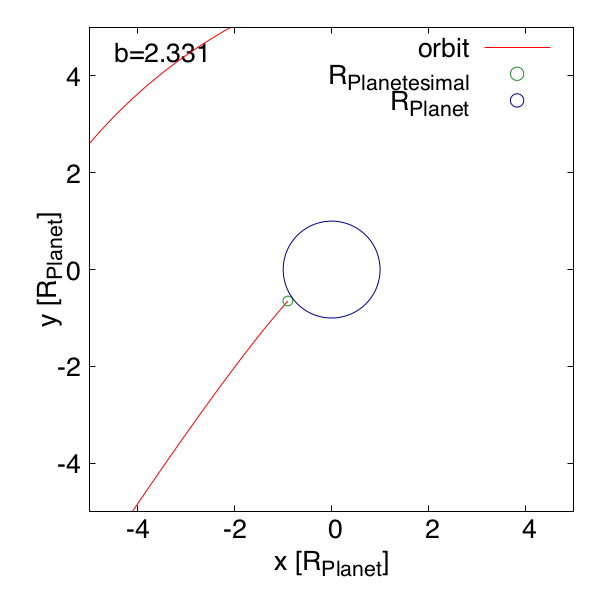 b=2.331
orbit
R_Planetesimal
R_Planet
4
2
0
-2
-4
y [R_Planet]
-4 -2 0 2 4
x [R_Planet]